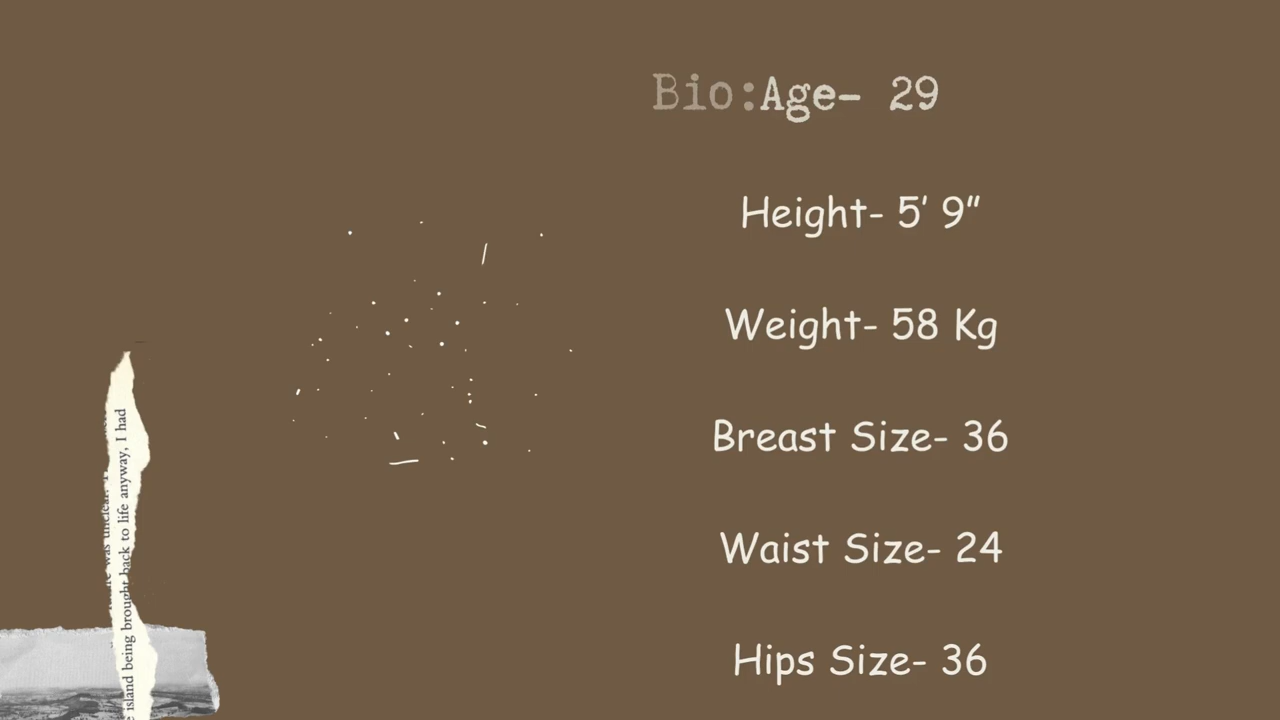 Bio:Age- 29
Height- 5' 9"
Weight- 58 Kg
Breast Size- 36
Waist Size- 24
Hips Size- 36
island being brought back to life anyway, I had